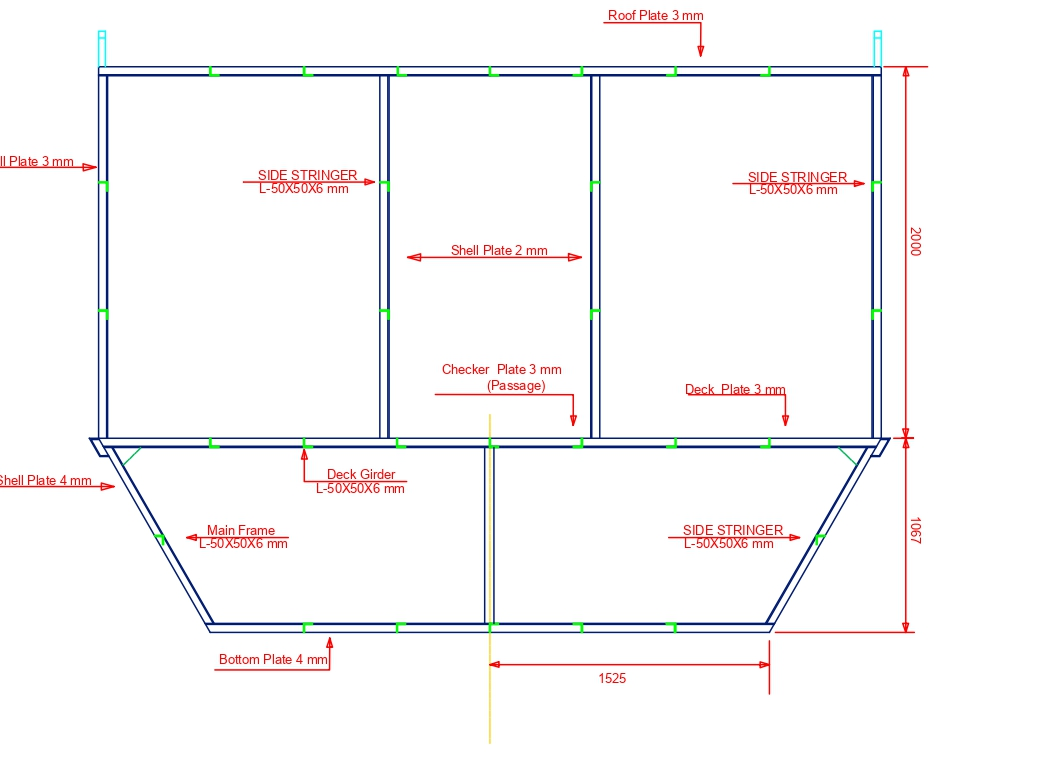 Roof Plate 3 mm
ll Plate 3 mm
SIDE STRINGER
L-50X50X6 mm
SIDE STRINGER
L-50X50X6 mm
Shell Plate 2 mm
2000
Checker Plate 3 mm
(Passage)
Deck Plate 3 mm
Shell Plate 4 mm
Deck Girder
L-50X50X6 mm
Main Frame
L-50X50X6 mm
SIDE STRINGER
L-50X50X6 mm
1067
Bottom Plate 4 mm
1525